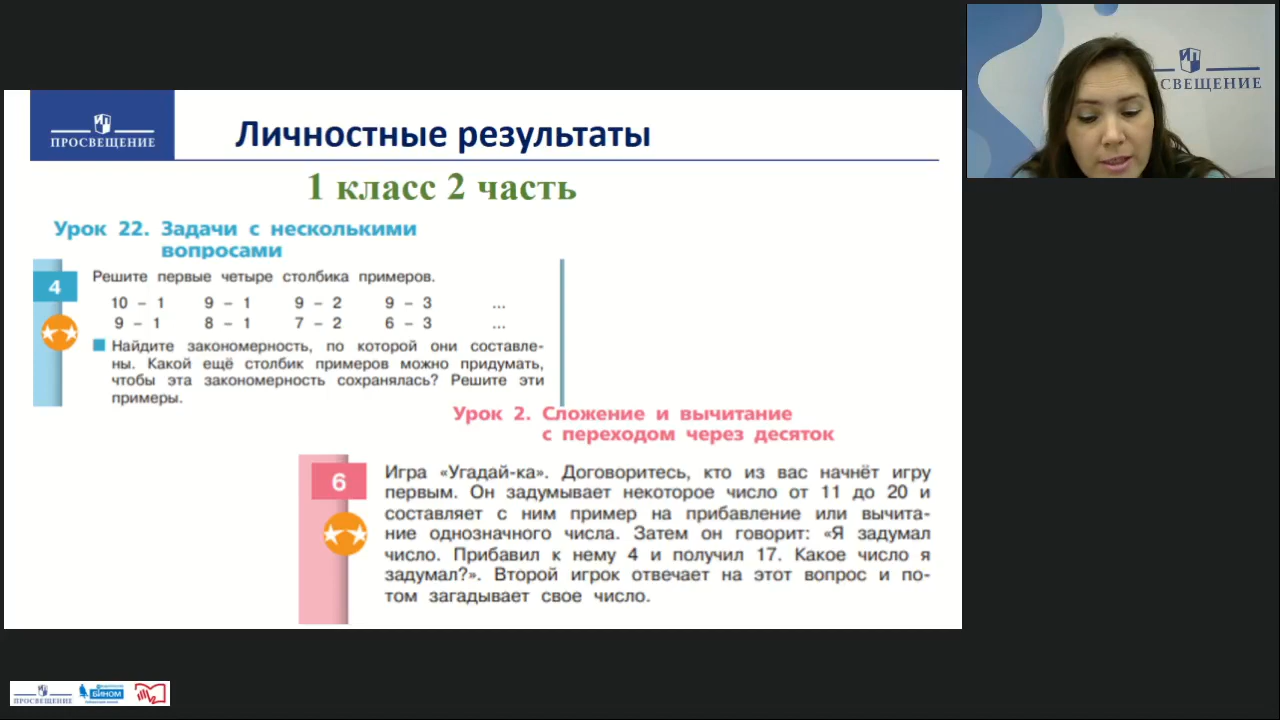 ПРОСВЕЩЕНИЕ
Личностные результаты
1 класс 2 часть
Урок 22. Задачи с несколькими
вопросами
4
Решите первые четыре столбика примеров.
10 – 1 9 – 1 9 – 2 9 – 3 ...
9 – 1 8 – 1 7 – 2 6 – 3 ...
Найдите закономерность, по которой они составле-
ны. Какой ещё столбик примеров можно придумать,
чтобы эта закономерность сохранялась? Решите эти
примеры.
Урок 2. Сложение и вычитание
с переходом через десяток
6
Игра «Угадай-ка». Договоритесь, кто из вас начнёт игру
первым. Он задумывает некоторое число от 11 до 20 и
составляет с ним пример на прибавление или вычита-
ние однозначного числа. Затем он говорит: «Я задумал
число. Прибавил к нему 4 и получил 17. Какое число я
задумал?». Второй игрок отвечает на этот вопрос и по-
том загадывает свое число.
СВЕЩЕНИЕ
ПРОСВЕЩЕНИЕ
БИНОМ